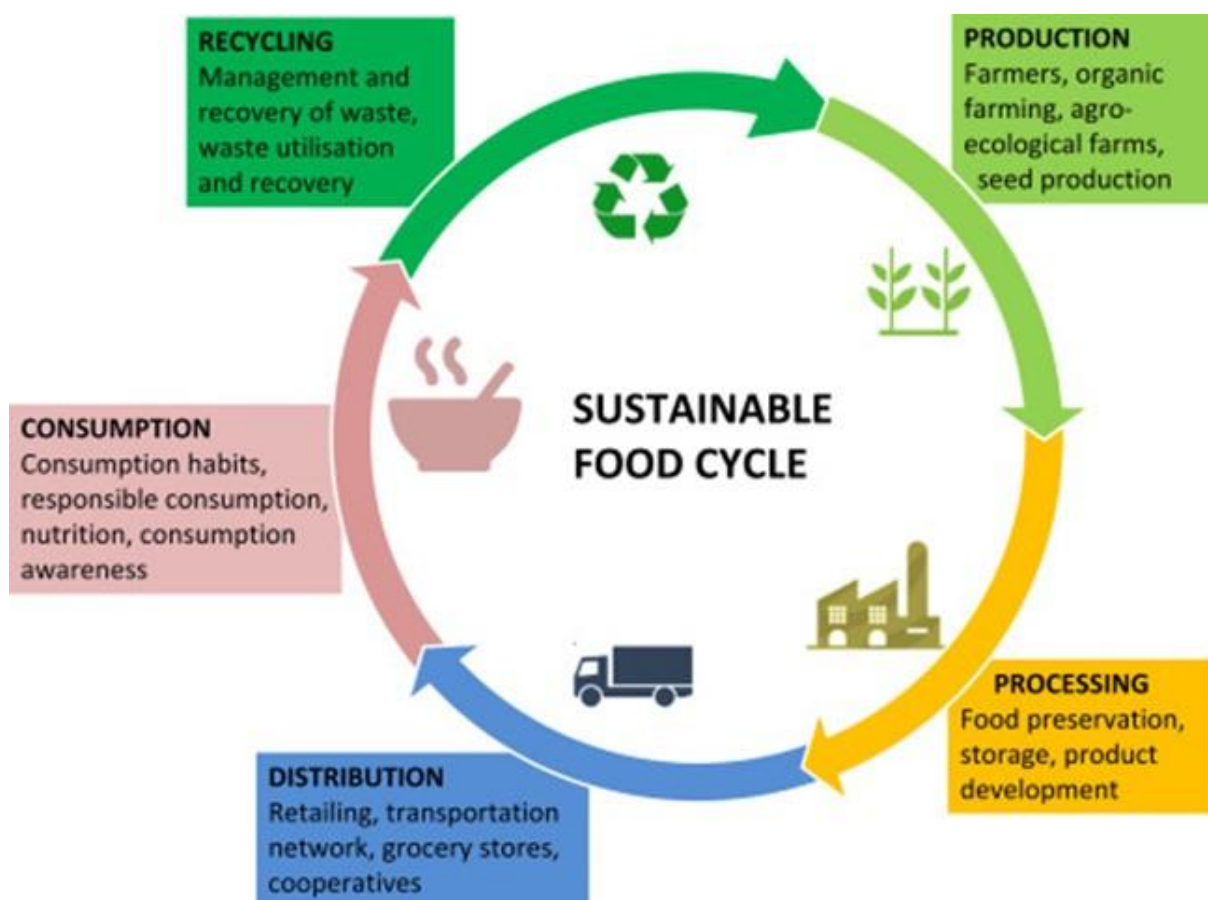 RECYCLING
Management and
recovery of waste,
waste utilisation
and recovery
PRODUCTION
Farmers, organic
farming, agro-
ecological farms,
seed production
SUSTAINABLE
FOOD CYCLE
CONSUMPTION
Consumption habits,
responsible consumption,
nutrition, consumption
awareness
PROCESSING
Food preservation,
storage, product
development
DISTRIBUTION
Retailing, transportation
network, grocery stores,
cooperatives